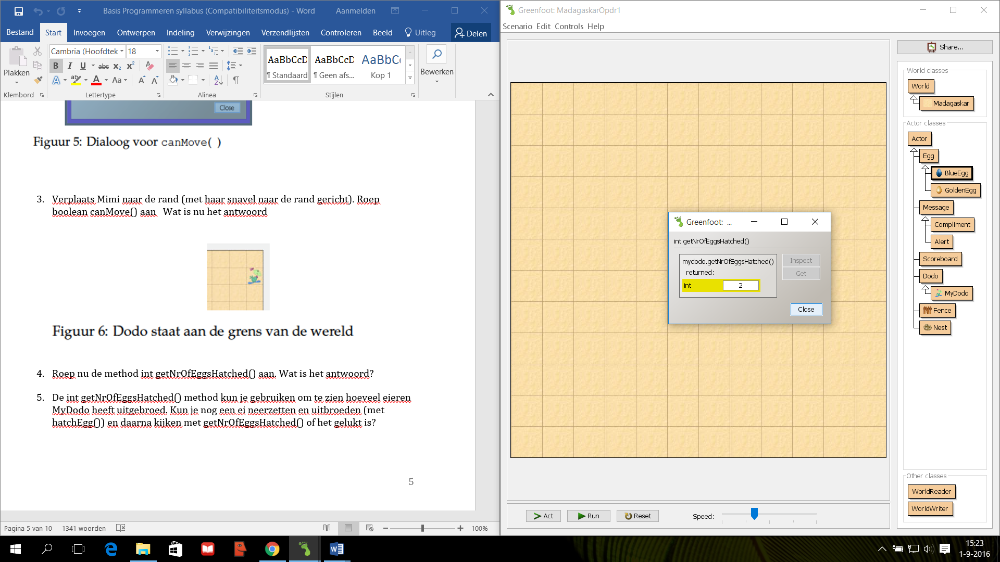 Basis Programmeren syllabus (Compatibiliteitsmodus) - Word
Aanmelden
Bestand Start Invoegen Ontwerpen Indeling Verwijzingen Verzendlijsten Controleren Beeld Uitleg Delen
Plakken
Cambria (Hoofdtek 18
B I U abc x₂ x²
A A Aa A A
AaBbCcD AaBbCcD AaBbCc
¶ Standaard ¶ Geen afs... Kop 1
Bewerken
Klembord Lettertype Alinea Stijlen
Close
Figuur 5: Dialoog voor canMove( )
3. Verplaats Mimi naar de rand (met haar snavel naar de rand gericht). Roep
boolean canMove() aan Wat is nu het antwoord
Figuur 6: Dodo staat aan de grens van de wereld
4. Roep nu de method int getNrOfEggsHatched() aan. Wat is het antwoord?
5. De int getNrOfEggsHatched() method kun je gebruiken om te zien hoeveel eieren
MyDodo heeft uitgebroed. Kun je nog een ei neerzetten en uitbroeden (met
hatchEgg()) en daarna kijken met getNrOfEggsHatched() of het gelukt is?
5
Pagina 5 van 10 1341 woorden 100%
Greenfoot: MadagaskarOpdr1
Scenario Edit Controls Help
Greenfoot: ...
int getNrOfEggsHatched()
mydodo.getNrOfEggsHatched()
returned:
int 2
Inspect
Get
Close
Share...
World classes
World
Madagaskar
Actor classes
Actor
Egg
BlueEgg
GoldenEgg
Message
Compliment
Alert
Scoreboard
Dodo
MyDodo
Fence
Nest
Other classes
WorldReader
WorldWriter
Act Run Reset Speed:
15:23
1-9-2016